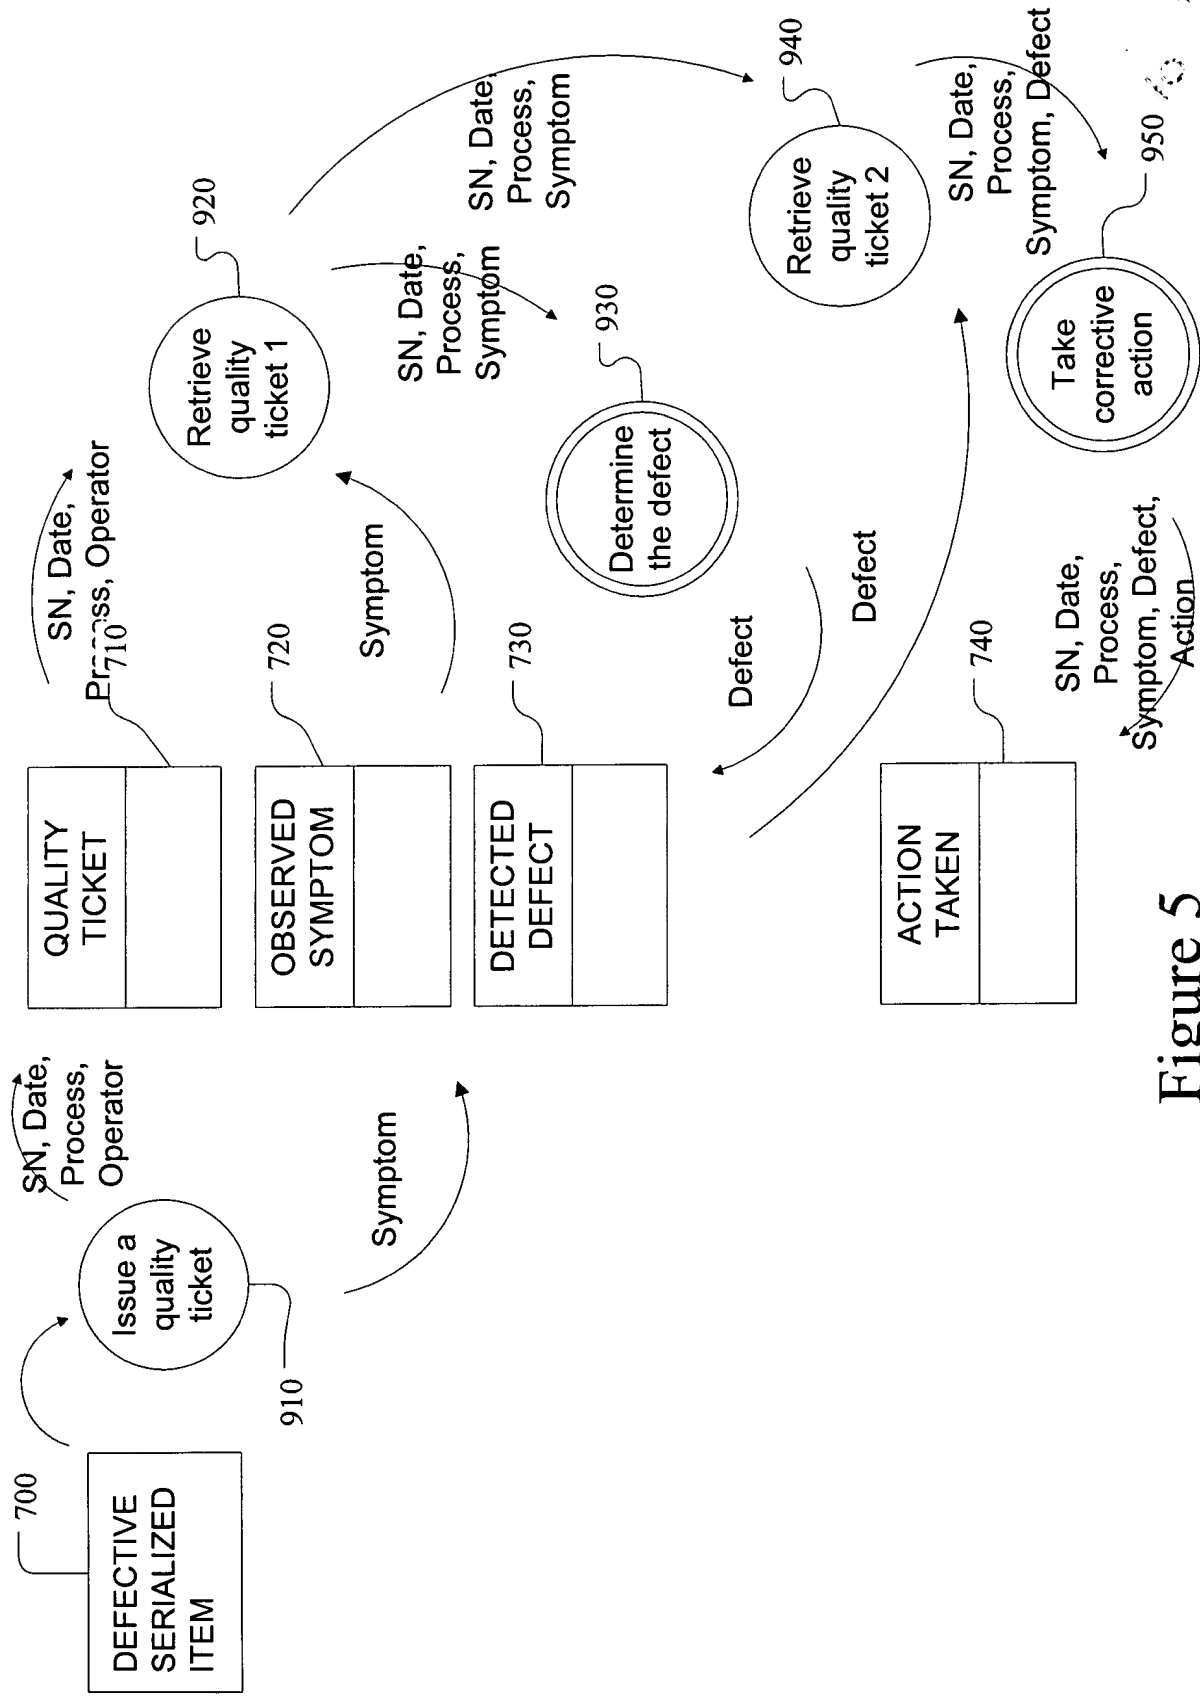 700
DEFECTIVE
SERIALIZED
ITEM
Issue a
quality
ticket
910
SN, Date,
Process,
Operator
Symptom
QUALITY
TICKET
710
OBSERVED
SYMPTOM
720
DETECTED
DEFECT
730
ACTION
TAKEN
740
SN, Date,
Process, Operator
Symptom
Retrieve
quality
ticket 1
920
SN, Date,
Process,
Symptom
SN, Date,
Process,
Symptom
Determine
the defect
930
Defect
Defect
Retrieve
quality
ticket 2
940
SN, Date,
Process,
Symptom, Defect
Take
corrective
action
950
SN, Date,
Process,
Symptom, Defect,
Action
Figure 5